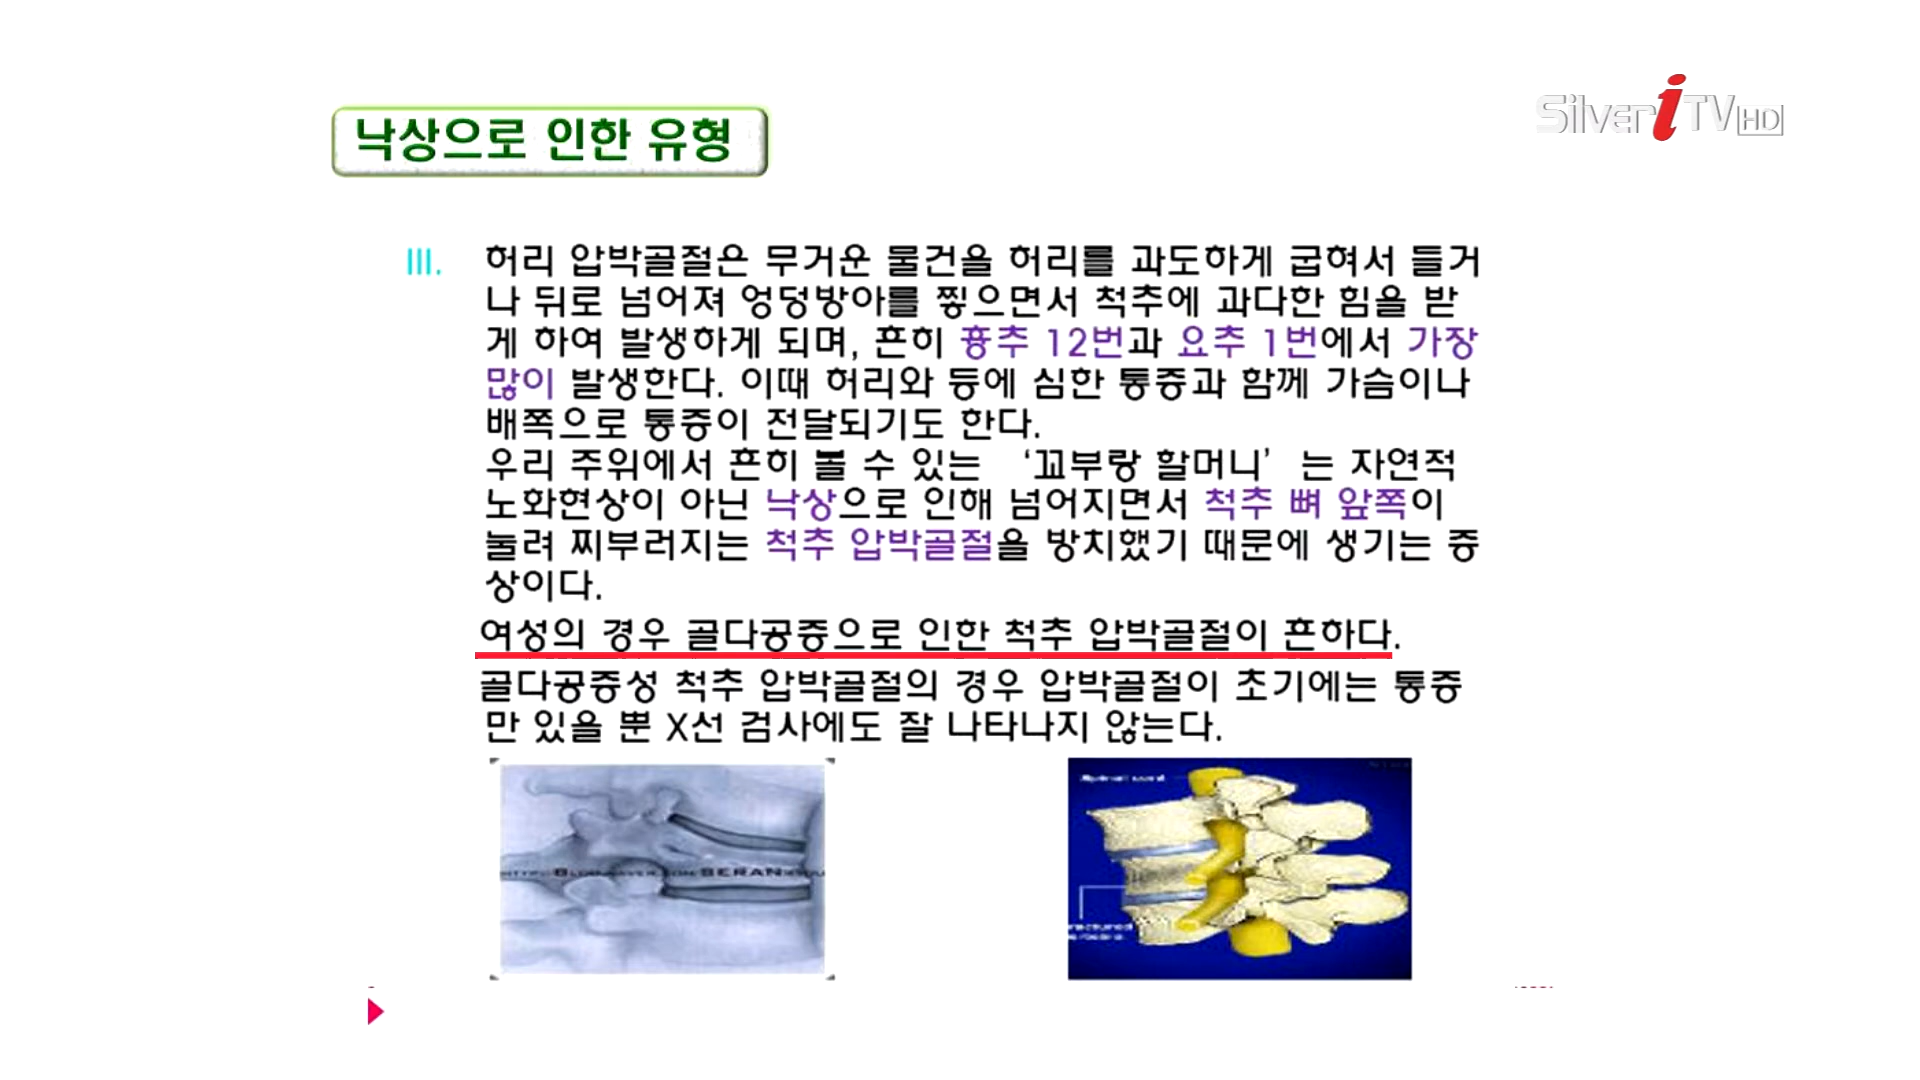 낙상으로 인한 유형
Silver i TV HD
III. 허리 압박골절은 무거운 물건을 허리를 과도하게 굽혀서 들거
나 뒤로 넘어져 엉덩방아를 찧으면서 척추에 과다한 힘을 받
게 하여 발생하게 되며, 흔히 흉추 12번과 요추 1번에서 가장
많이 발생한다. 이때 허리와 등에 심한 통증과 함께 가슴이나
배쪽으로 통증이 전달되기도 한다.
우리 주위에서 흔히 볼 수 있는 ‘꼬부랑 할머니’ 는 자연적
노화현상이 아닌 낙상으로 인해 넘어지면서 척추 뼈 앞쪽이
눌려 찌부러지는 척추 압박골절을 방치했기 때문에 생기는 증
상이다.
여성의 경우 골다공증으로 인한 척추 압박골절이 흔하다.
골다공증성 척추 압박골절의 경우 압박골절이 초기에는 통증
만 있을 뿐 X선 검사에도 잘 나타나지 않는다.
Spinal cord